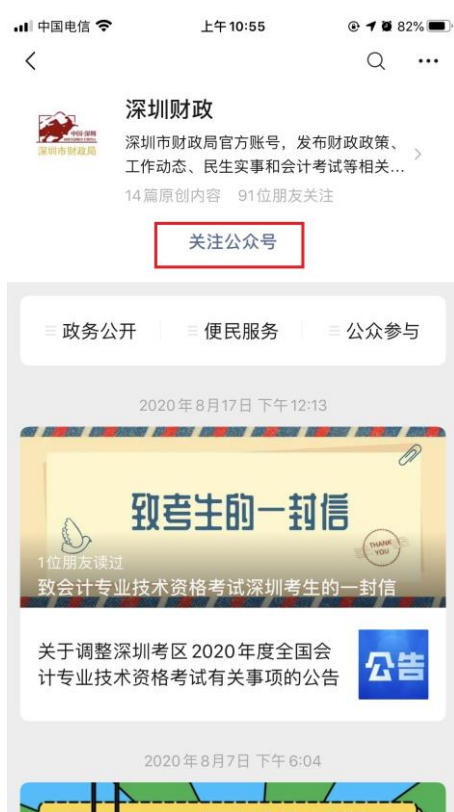 中国电信
上午10:55
82%
深圳市财政局
深圳财政
深圳市财政局官方账号，发布财政政策、
工作动态、民生实事和会计考试等相关...
14篇原创内容 91位朋友关注
关注公众号
政务公开 便民服务 公众参与
2020年8月17日 下午12:13
致考生的一封信
THANK
YOU
1位朋友读过
致会计专业技术资格考试深圳考生的一封信
关于调整深圳考区2020年度全国会
计专业技术资格考试有关事项的公告
公告
2020年8月7日 下午6:04